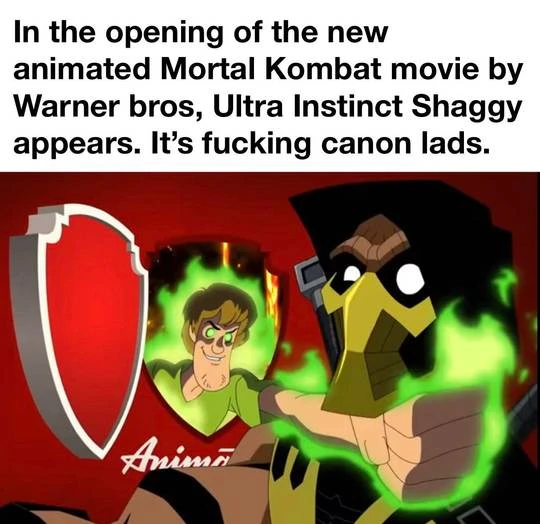 In the opening of the new
animated Mortal Kombat movie by
Warner bros, Ultra Instinct Shaggy
appears. It’s fucking canon lads.